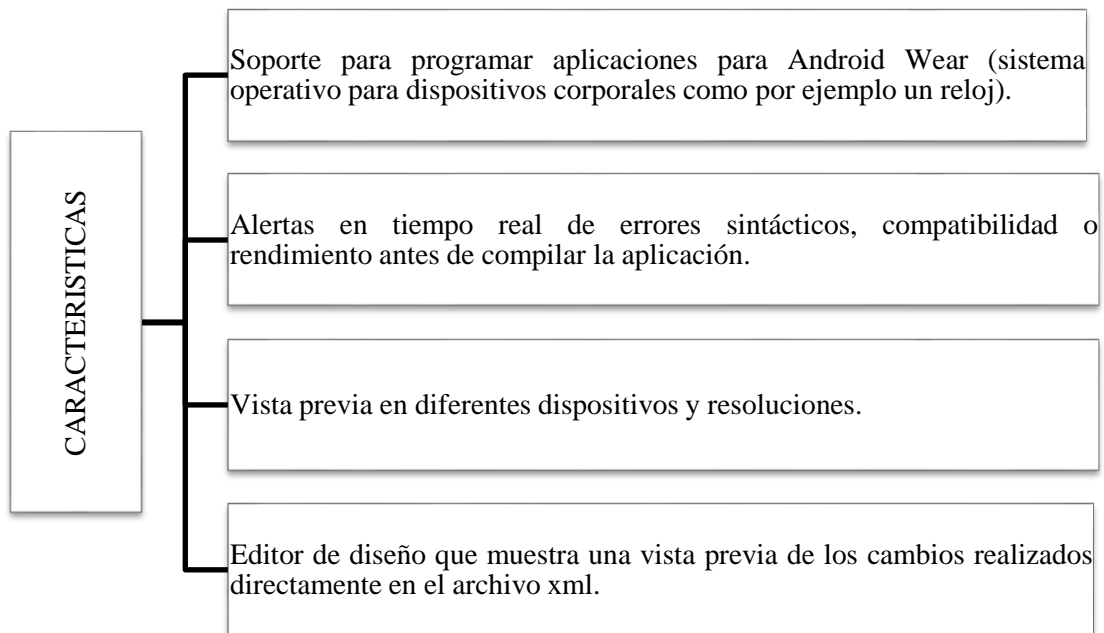 CARACTERISTICAS
Soporte para programar aplicaciones para Android Wear (sistema
operativo para dispositivos corporales como por ejemplo un reloj).
Alertas en tiempo real de errores sintácticos, compatibilidad o
rendimiento antes de compilar la aplicación.
Vista previa en diferentes dispositivos y resoluciones.
Editor de diseño que muestra una vista previa de los cambios realizados
directamente en el archivo xml.